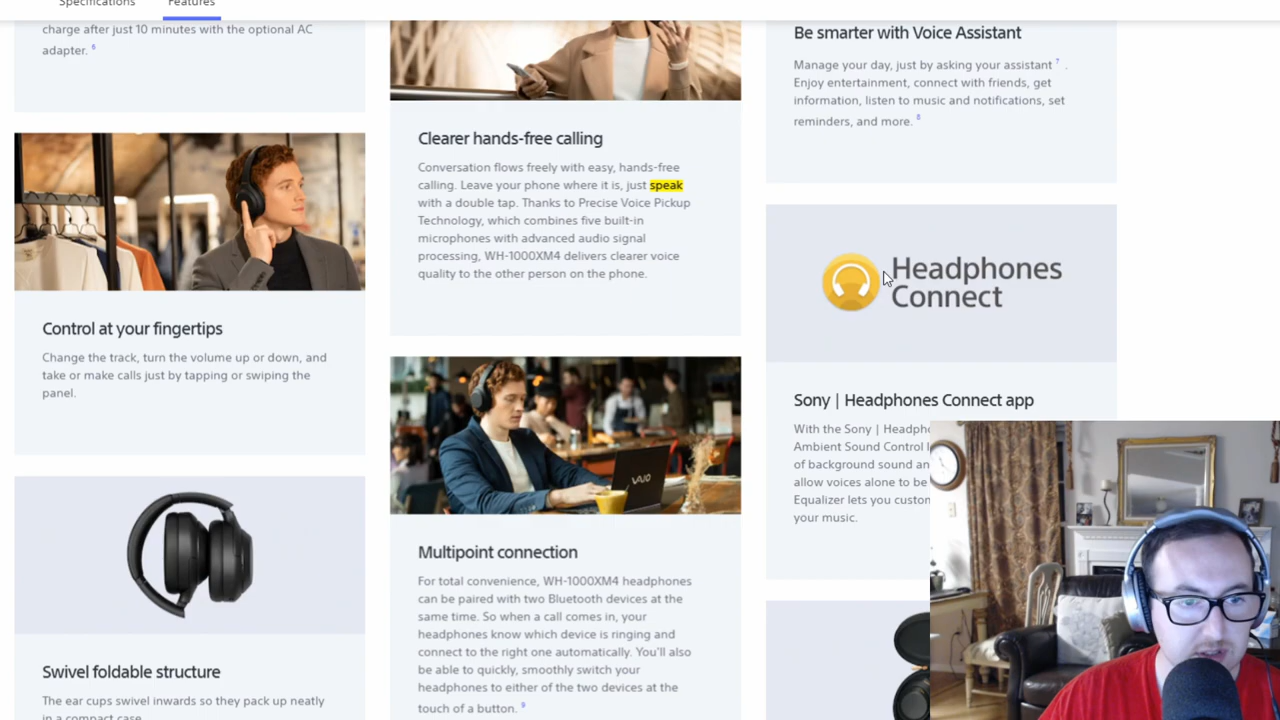 Specifications
Features
charge after just 10 minutes with the optional AC
adapter. 6
Control at your fingertips
Change the track, turn the volume up or down, and
take or make calls just by tapping or swiping the
panel.
Swivel foldable structure
The ear cups swivel inwards so they pack up neatly
in a compact case.
Clearer hands-free calling
Conversation flows freely with easy, hands-free
calling. Leave your phone where it is, just speak
with a double tap. Thanks to Precise Voice Pickup
Technology, which combines five built-in
microphones with advanced audio signal
processing, WH-1000XM4 delivers clearer voice
quality to the other person on the phone.
VAIO
Multipoint connection
For total convenience, WH-1000XM4 headphones
can be paired with two Bluetooth devices at the
same time. So when a call comes in, your
headphones know which device is ringing and
connect to the right one automatically. You'll also
be able to quickly, smoothly switch your
headphones to either of the two devices at the
touch of a button. 9
Be smarter with Voice Assistant
Manage your day, just by asking your assistant 7 .
Enjoy entertainment, connect with friends, get
information, listen to music and notifications, set
reminders, and more. 8
Headphones
Connect
Sony | Headphones Connect app
With the Sony | Headpho
Ambient Sound Control
of background sound an
allow voices alone to be
Equalizer lets you custon
your music.